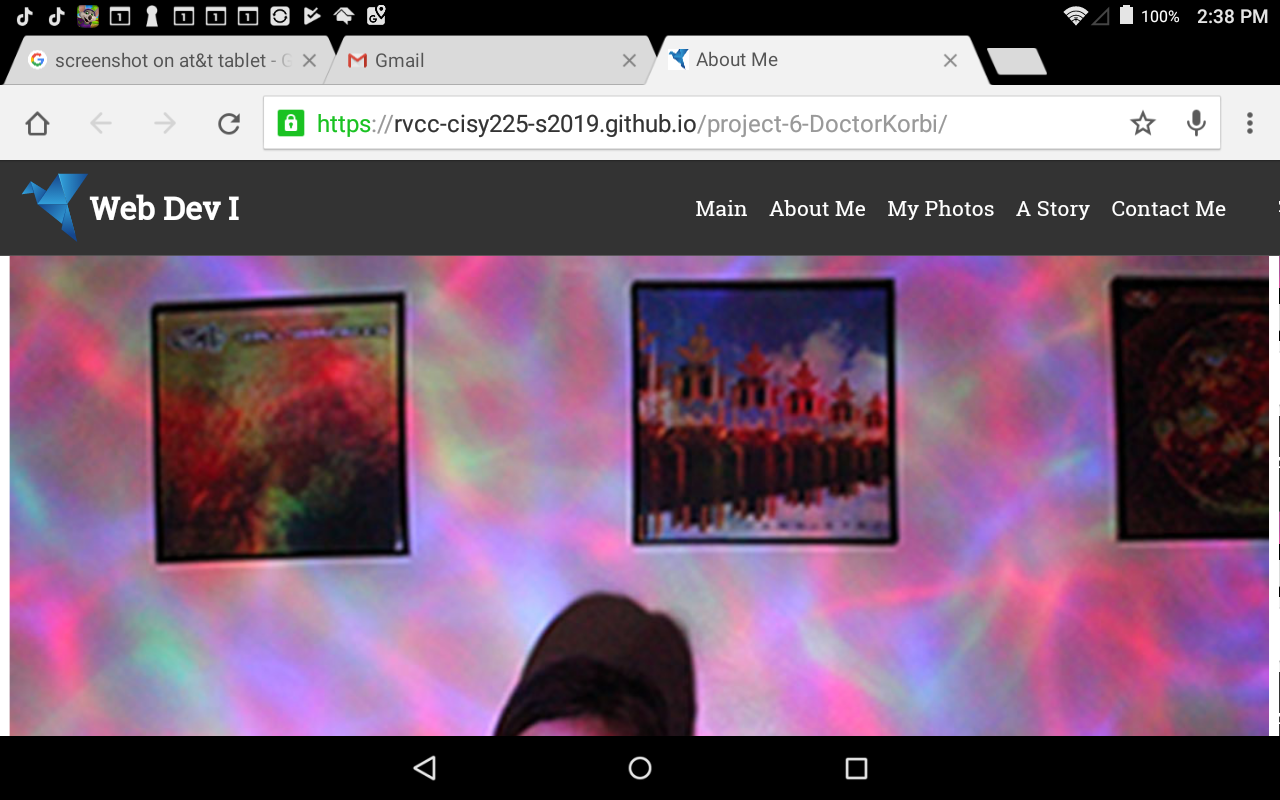 1 1 1 1 100% 2:38 PM
screenshot on at&t tablet - G Gmail About Me
https://rvcc-cisy225-s2019.github.io/project-6-DoctorKorbi/
Web Dev I Main About Me My Photos A Story Contact Me